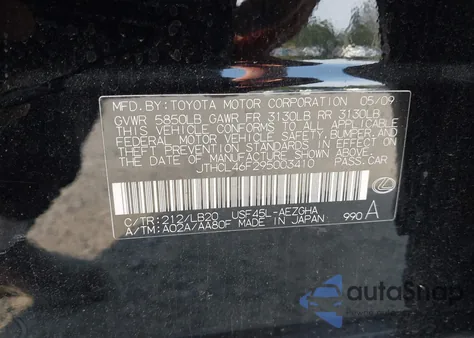 MFD. BY: TOYOTA MOTOR CORPORATION 05/09
GVWR 5850LB GAWR FR 3130LB RR 3130LB
THIS VEHICLE CONFORMS TO ALL APPLICABLE
FEDERAL MOTOR VEHICLE SAFETY, BUMPER, AND
THEFT PREVENTION STANDARDS IN EFFECT ON
THE DATE OF MANUFACTURE SHOWN ABOVE.
JTHCL46F295003410 PASS.CAR
C/TR: 212/LB20 USF45L-AEZGHA
A/TM: A02A/AA80F MADE IN JAPAN 990 A
autoSnap